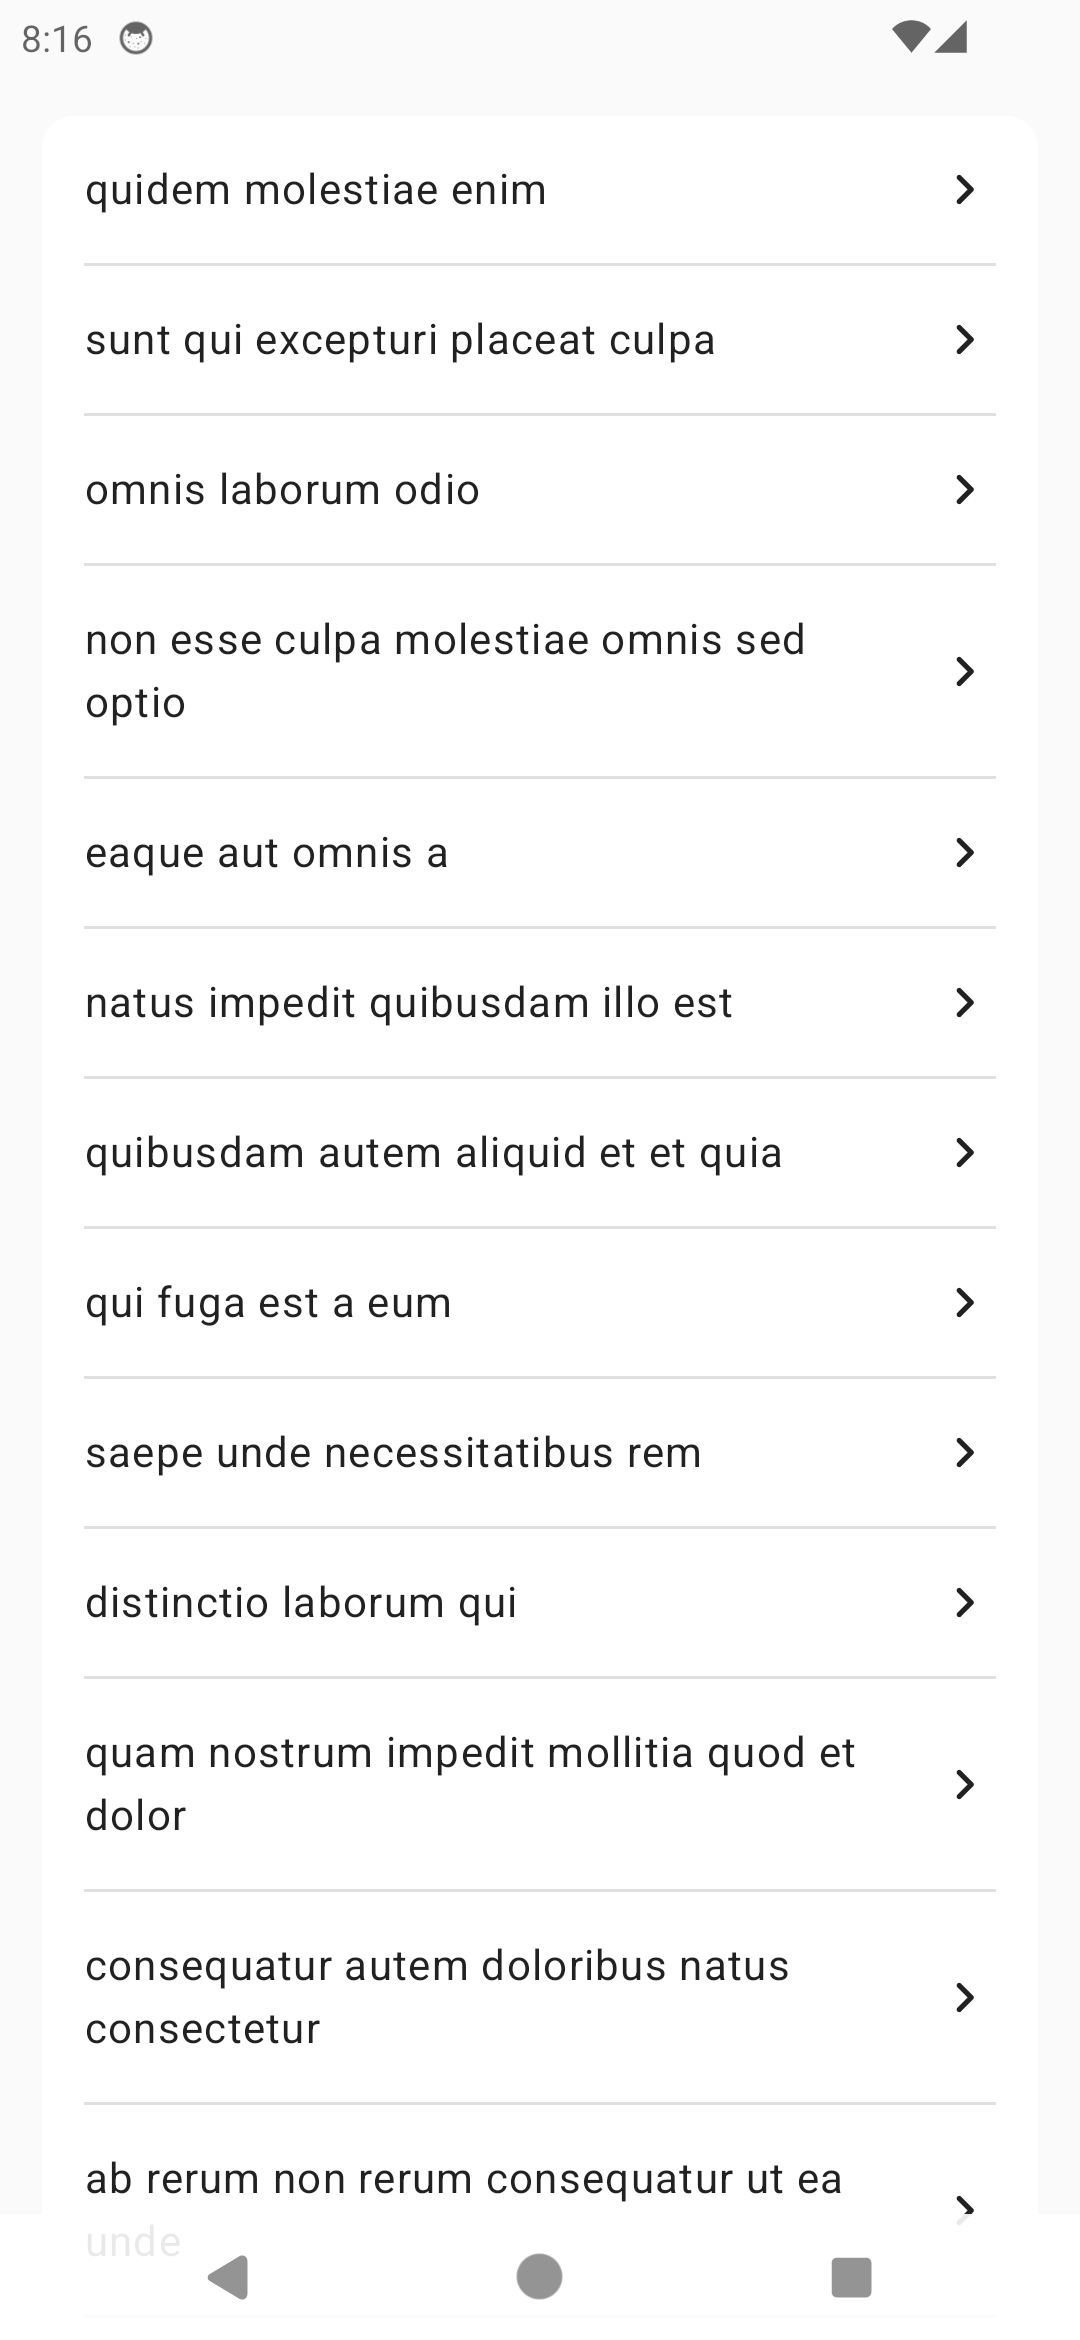 8:16
quidem molestiae enim
sunt qui excepturi placeat culpa
omnis laborum odio
non esse culpa molestiae omnis sed
optio
eaque aut omnis a
natus impedit quibusdam illo est
quibusdam autem aliquid et et quia
qui fuga est a eum
saepe unde necessitatibus rem
distinctio laborum qui
quam nostrum impedit mollitia quod et
dolor
consequatur autem doloribus natus
consectetur
ab rerum non rerum consequatur ut ea
unde